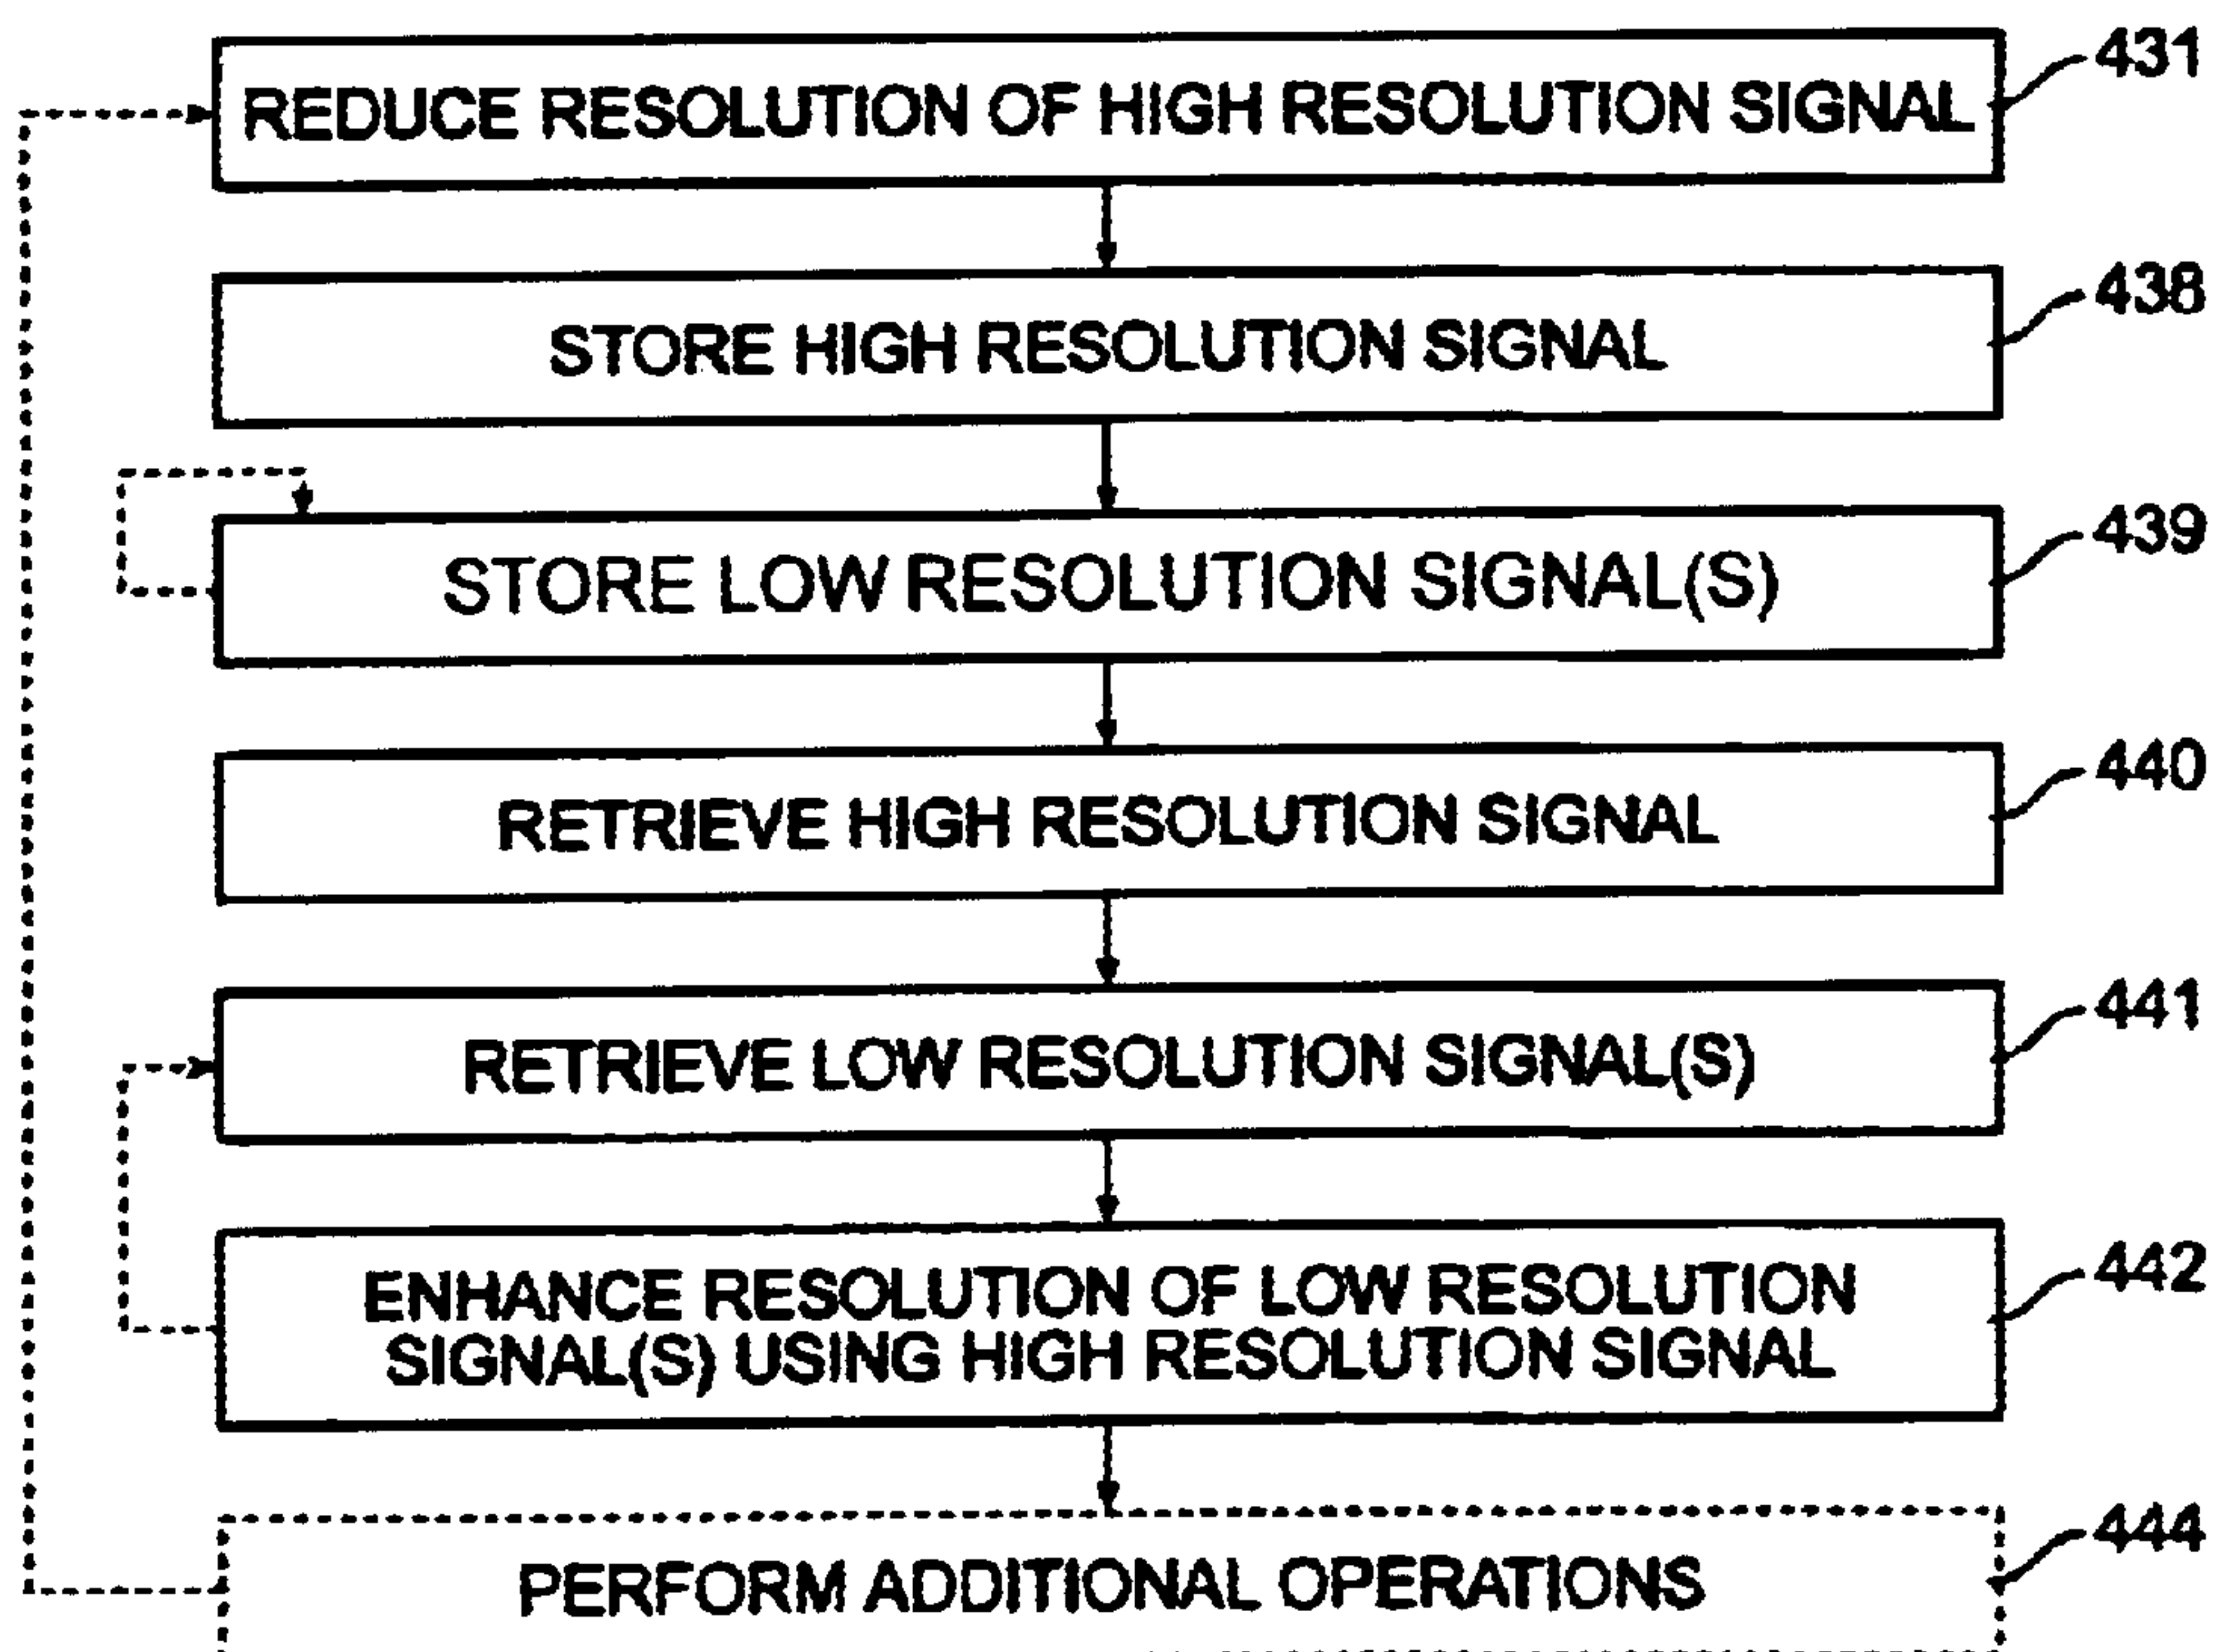 REDUCE RESOLUTION OF HIGH RESOLUTION SIGNAL
431
STORE HIGH RESOLUTION SIGNAL
438
STORE LOW RESOLUTION SIGNAL(S)
439
RETRIEVE HIGH RESOLUTION SIGNAL
440
RETRIEVE LOW RESOLUTION SIGNAL(S)
441
ENHANCE RESOLUTION OF LOW RESOLUTION
SIGNAL(S) USING HIGH RESOLUTION SIGNAL
442
PERFORM ADDITIONAL OPERATIONS
444